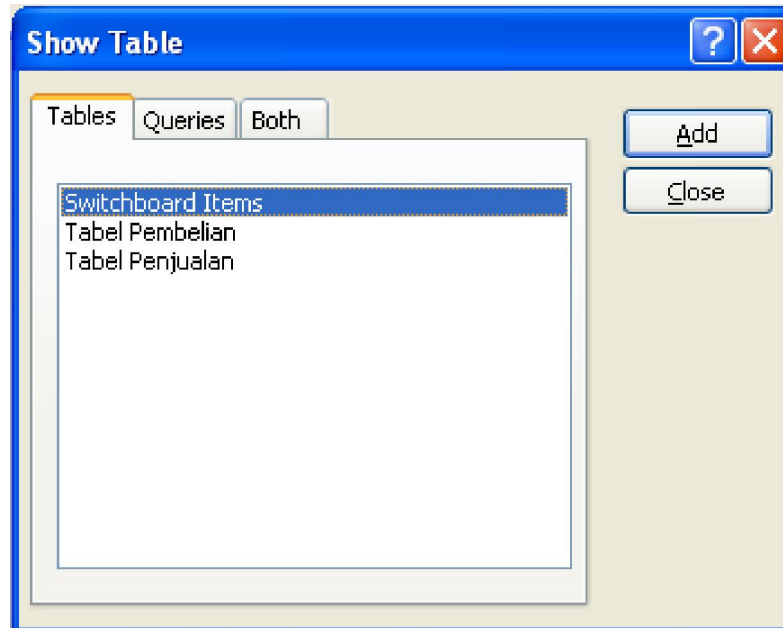 Show Table
?
Tables Queries Both
Add
Close
Switchboard Items
Tabel Pembelian
Tabel Penjualan